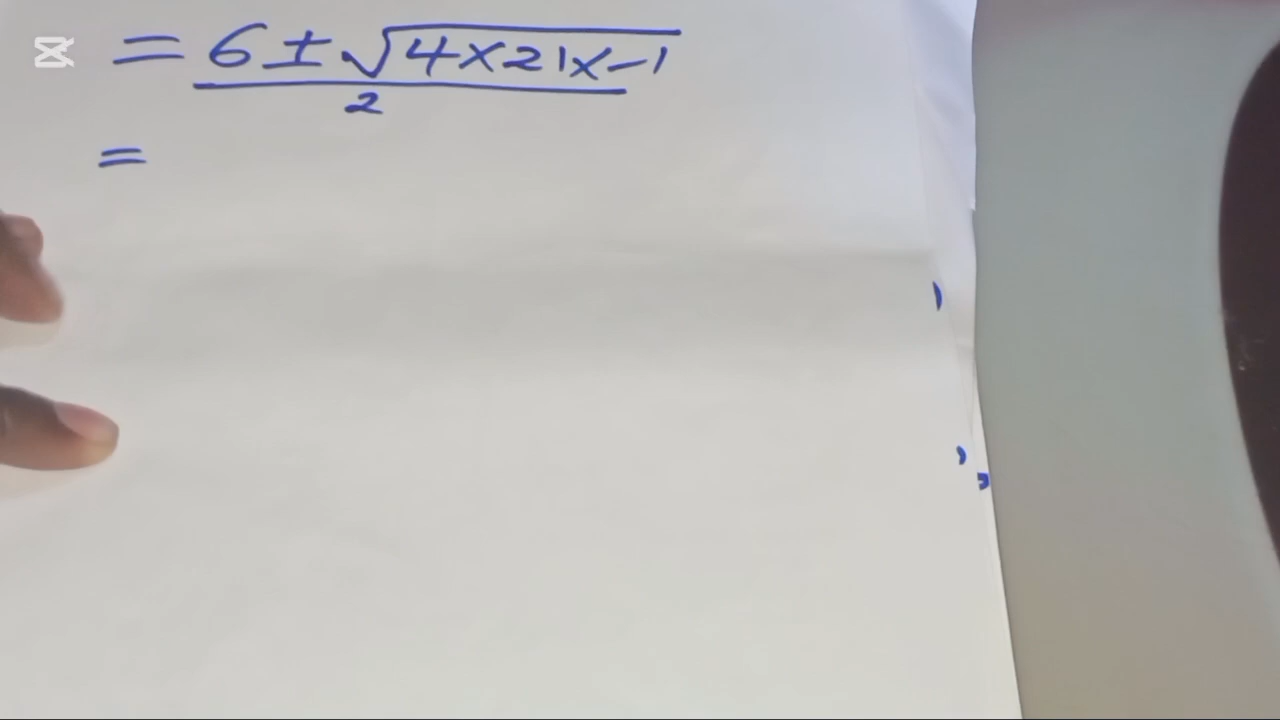 = 6 ± √4×21×-1
2
=